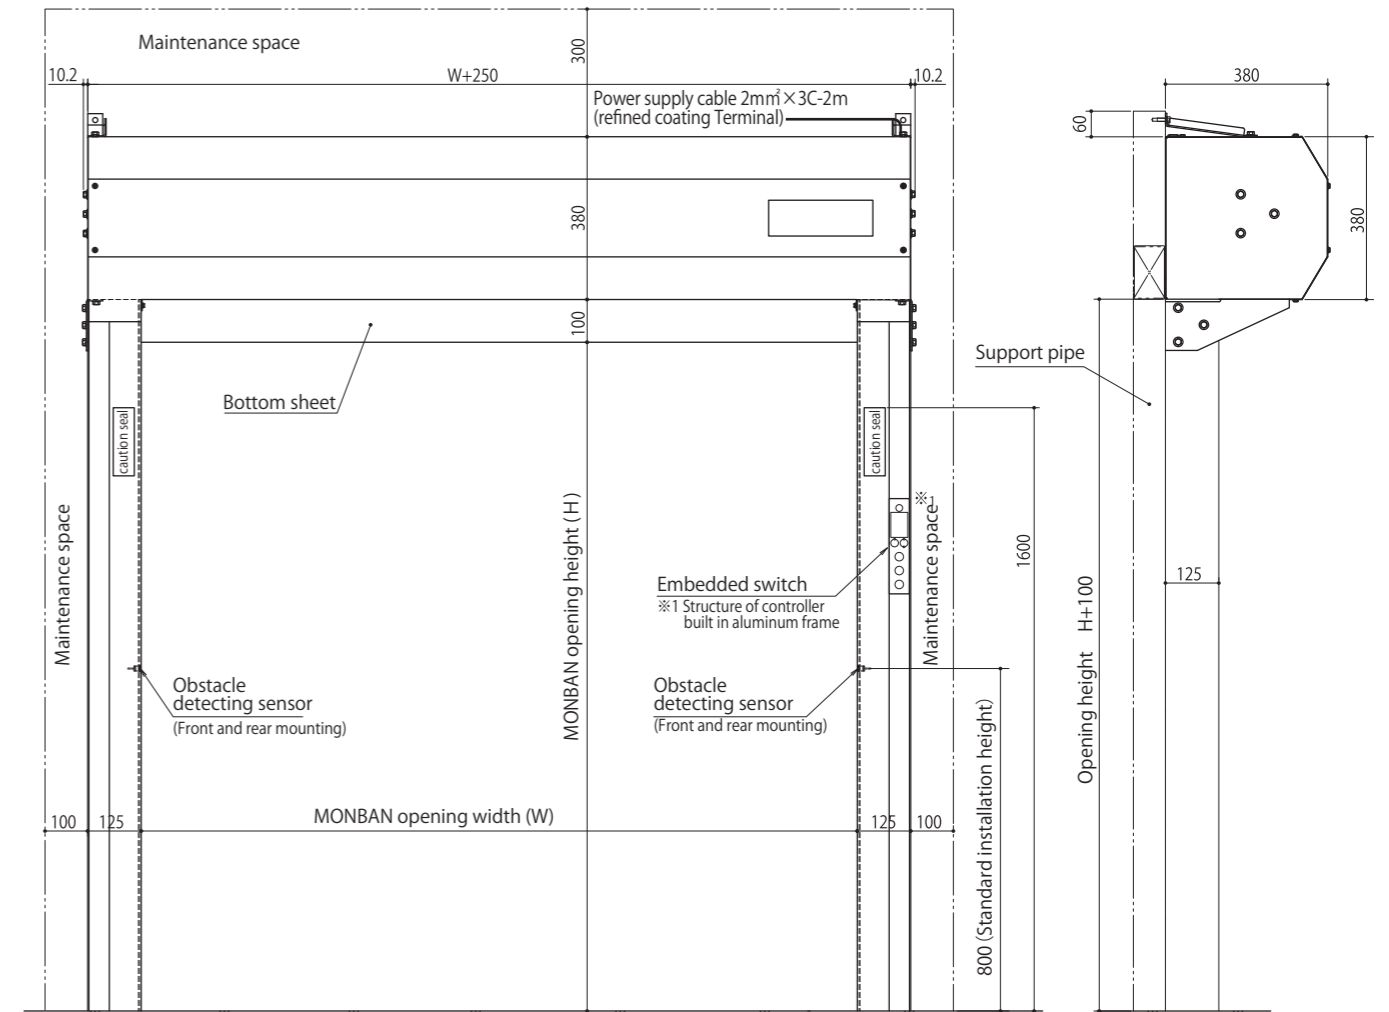 Maintenance space
300
10.2
W+250
10.2
380
Power supply cable 2mm²×3C-2m
(refined coating Terminal)
60
380
380
100
Support pipe
Bottom sheet
caution seal
caution seal
※1
Maintenance space
MONBAN opening height (H)
Maintenance space
1600
125
Embedded switch
※1 Structure of controller
built in aluminum frame
Opening height H+100
Obstacle
detecting sensor
(Front and rear mounting)
Obstacle
detecting sensor
(Front and rear mounting)
800 (Standard installation height)
100
125
MONBAN opening width (W)
125
100